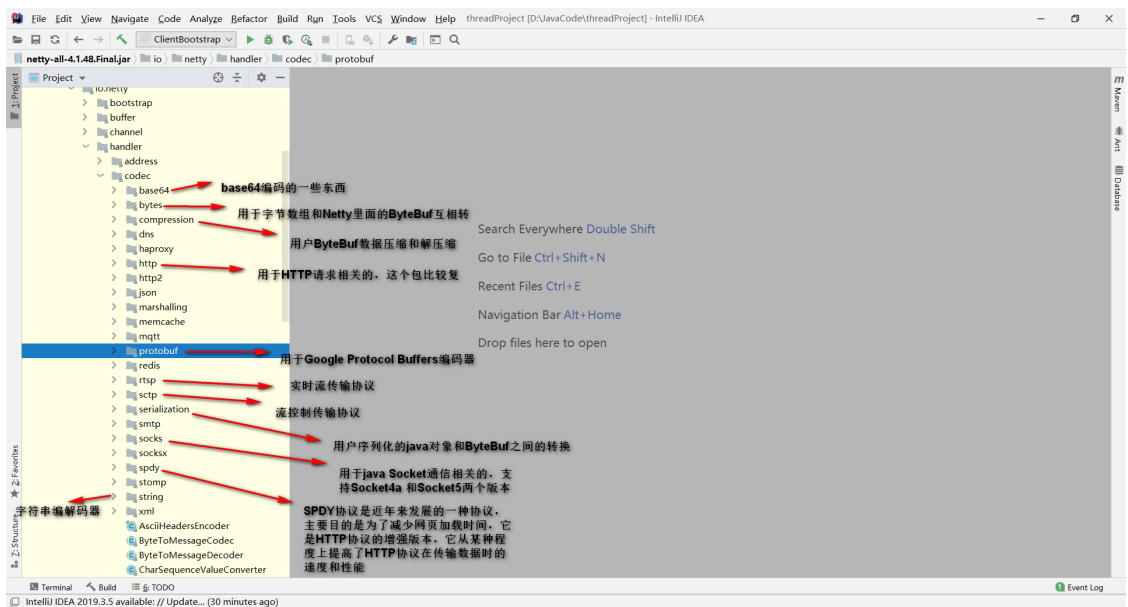 File Edit View Navigate Code Analyze Refactor Build Run Tools VCS Window Help threadProject [D:\JavaCode\threadProject] - IntelliJ IDEA
ClientBootstrap
netty-all-4.1.48.Final.jar io netty handler codec protobuf
1: Project
Project
io.netty
bootstrap
buffer
channel
handler
address
codec
base64
base64编码的一些东西
bytes
用于字节数组和Netty里面的ByteBuf互相转
compression
用户ByteBuf数据压缩和解压缩
dns
haproxy
http
用于HTTP请求相关的，这个包比较复
http2
json
marshalling
memcache
mqtt
protobuf
用于Google Protocol Buffers编码器
redis
rtsp
实时流传输协议
sctp
流控制传输协议
serialization
用户序列化的java对象和ByteBuf之间的转换
smtp
socks
用于java Socket通信相关的，支
持Socket4a 和Socket5两个版本
socksx
spdy
SPDY协议是近年来发展的一种协议，
主要目的是为了减少网页加载时间，它
是HTTP协议的增强版本，它从某种程
度上提高了HTTP协议在传输数据时的
速度和性能
stomp
string
字符串编解码器
xml
AsciiHeadersEncoder
ByteToMessageCodec
ByteToMessageDecoder
CharSequenceValueConverter
Search Everywhere Double Shift
Go to File Ctrl+Shift+N
Recent Files Ctrl+E
Navigation Bar Alt+Home
Drop files here to open
m Maven
Ant
Database
2: Favorites
Z: Structure
Terminal Build 6: TODO
1 Event Log
IntelliJ IDEA 2019.3.5 available: // Update... (30 minutes ago)